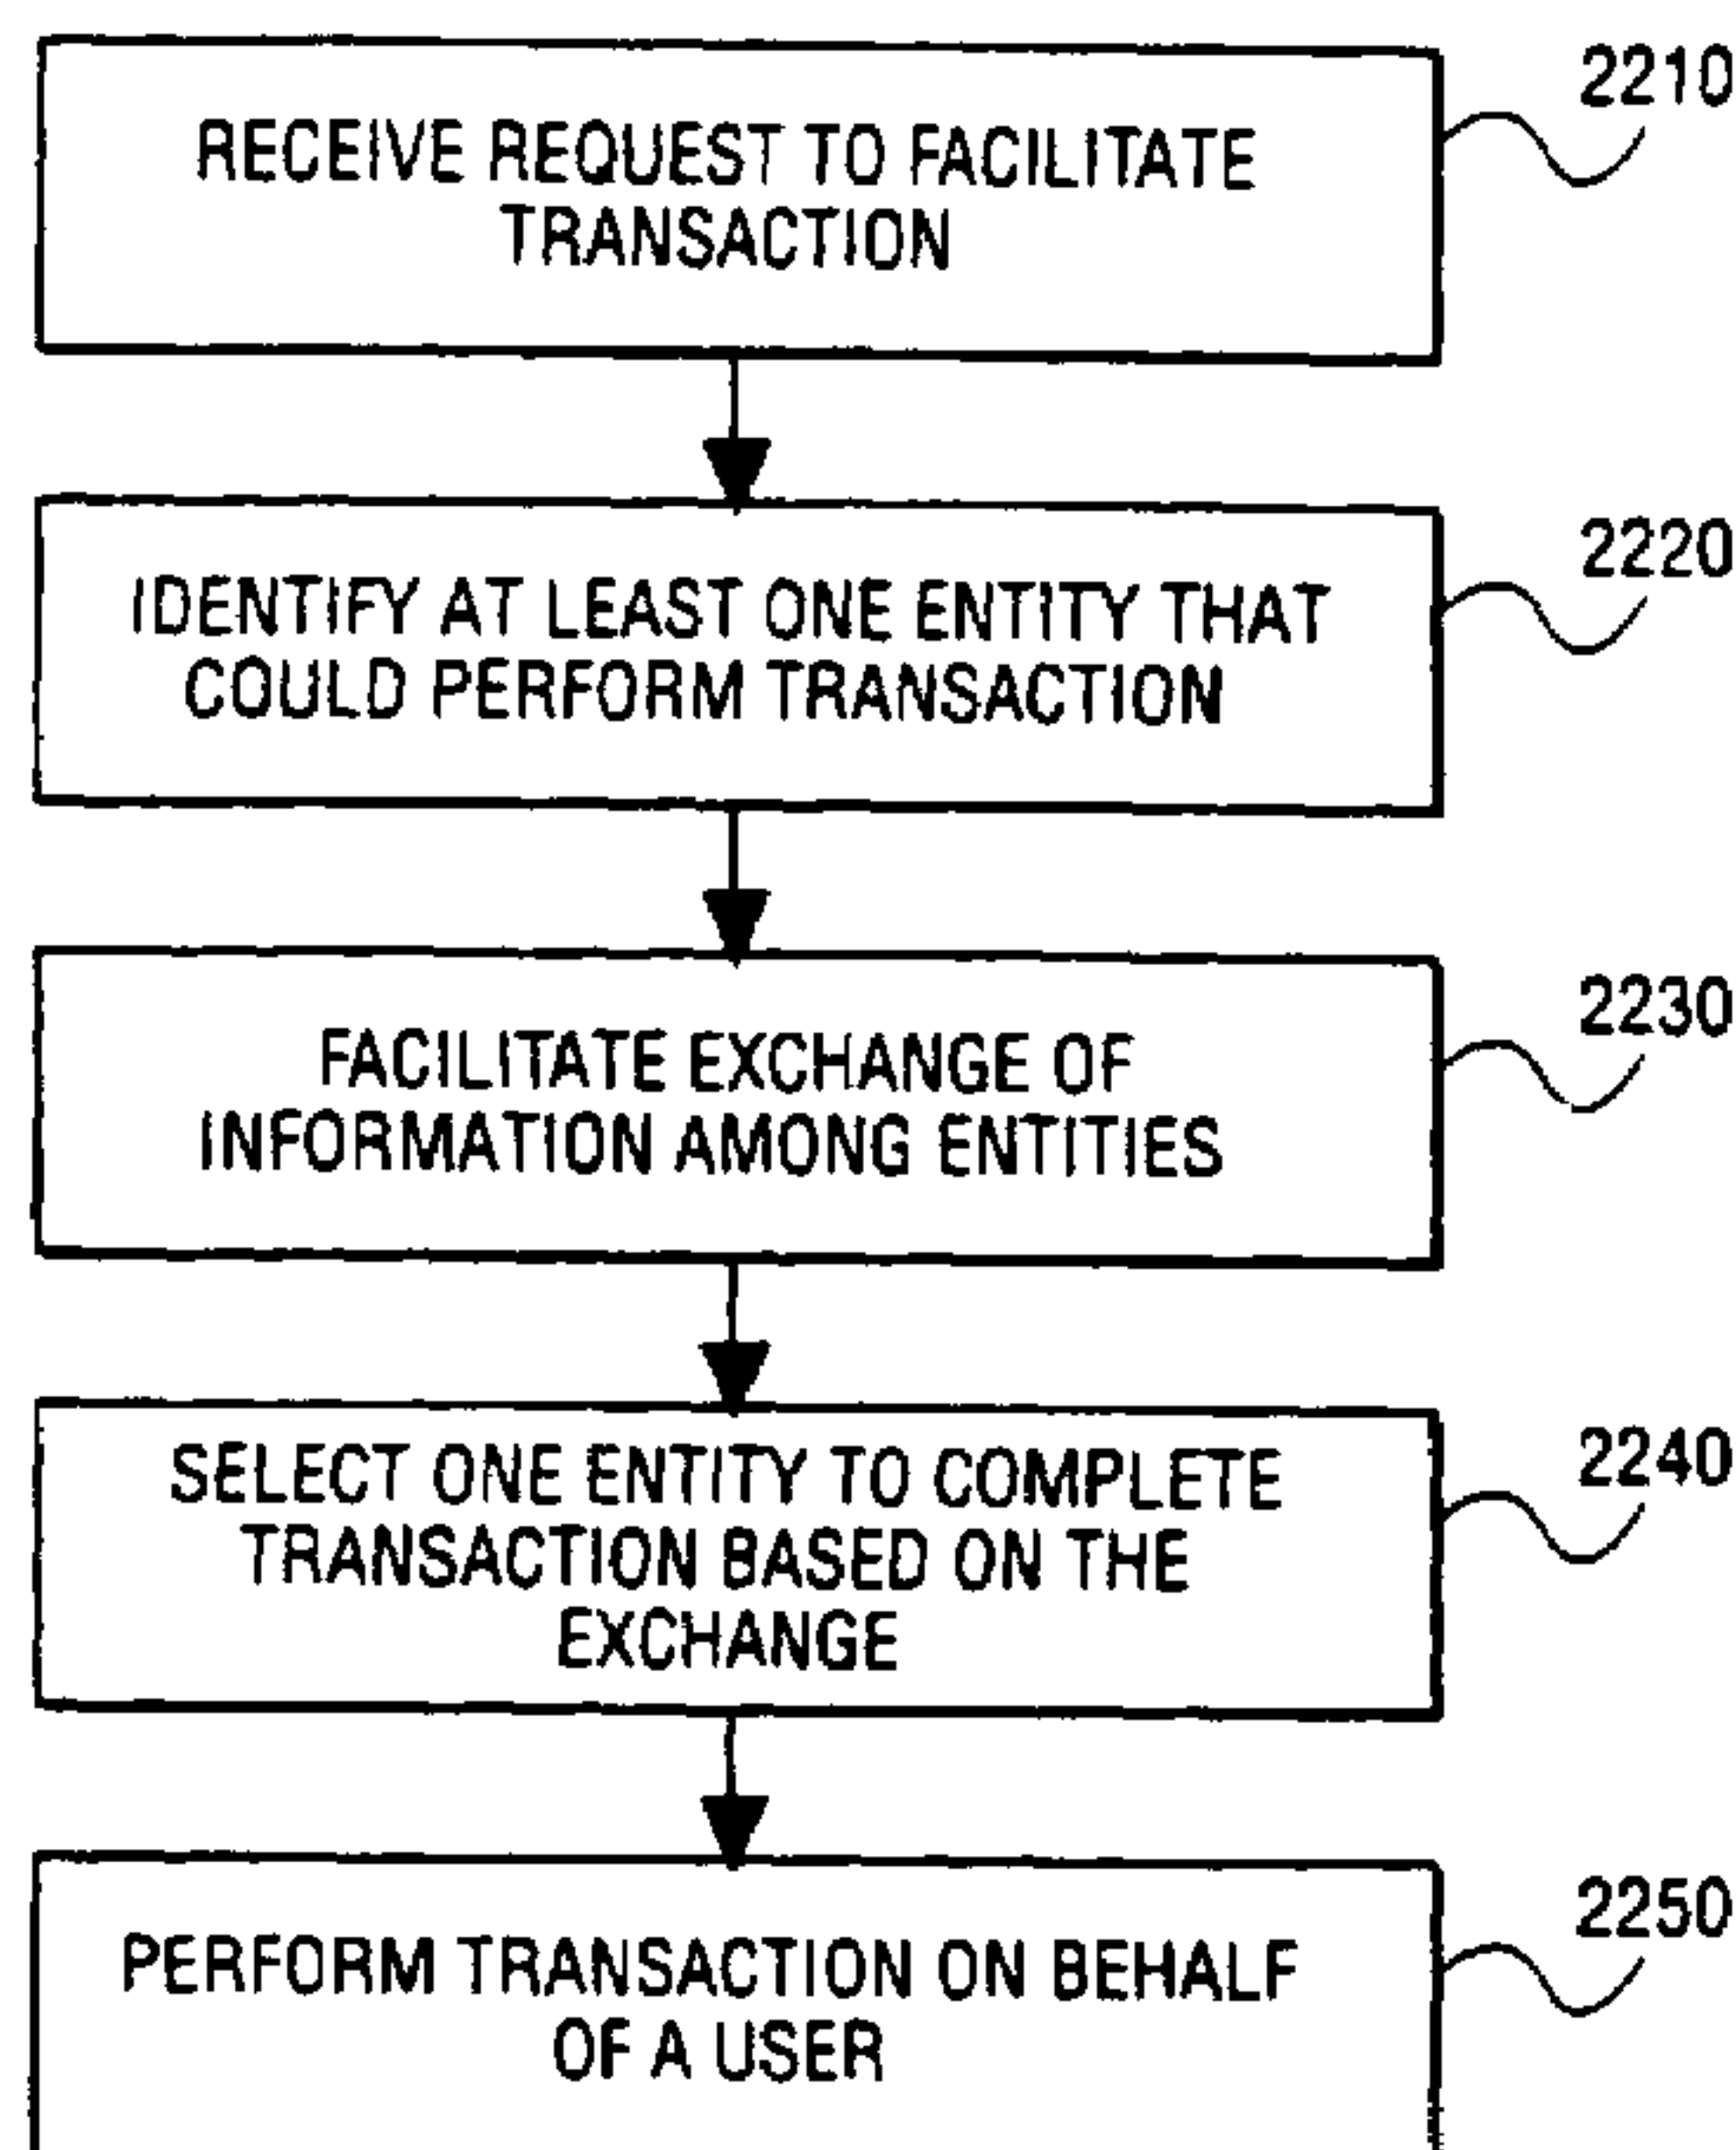 RECEIVE REQUEST TO FACILITATE
TRANSACTION
2210
IDENTIFY AT LEAST ONE ENTITY THAT
COULD PERFORM TRANSACTION
2220
FACILITATE EXCHANGE OF
INFORMATION AMONG ENTITIES
2230
SELECT ONE ENTITY TO COMPLETE
TRANSACTION BASED ON THE
EXCHANGE
2240
PERFORM TRANSACTION ON BEHALF
OF A USER
2250